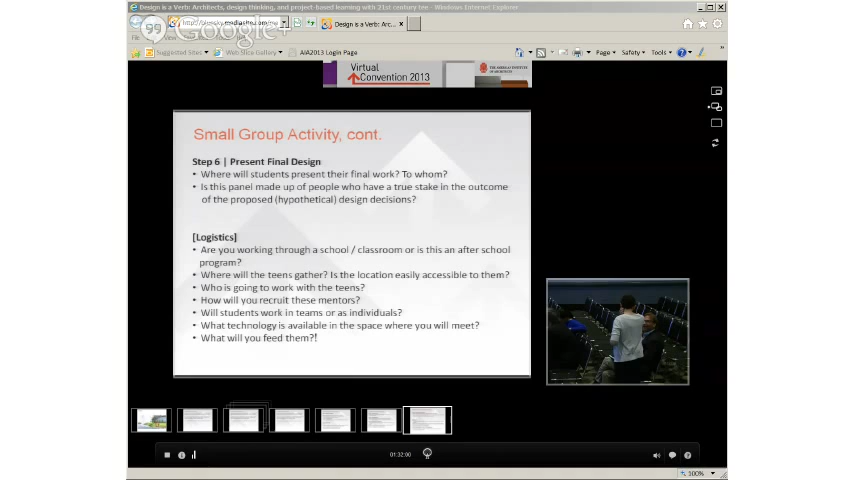 Design is a Verb: Architects, design thinking, and project-based learning with 21st century tee - Windows Internet Explorer
Google+
Design is a Verb: Arc...
Suggested Sites
Web Slice Gallery
AIA2013 Login Page
Page
Safety
Tools
Virtual
Convention 2013
THE AMERICAN INSTITUTE
OF ARCHITECTS
Small Group Activity, cont.
Step 6 | Present Final Design
• Where will students present their final work? To whom?
• Is this panel made up of people who have a true stake in the outcome
of the proposed (hypothetical) design decisions?
[Logistics]
• Are you working through a school / classroom or is this an after school
program?
• Where will the teens gather? Is the location easily accessible to them?
• Who is going to work with the teens?
• How will you recruit these mentors?
• Will students work in teams or as individuals?
• What technology is available in the space where you will meet?
• What will you feed them?!
01:32:00
100%